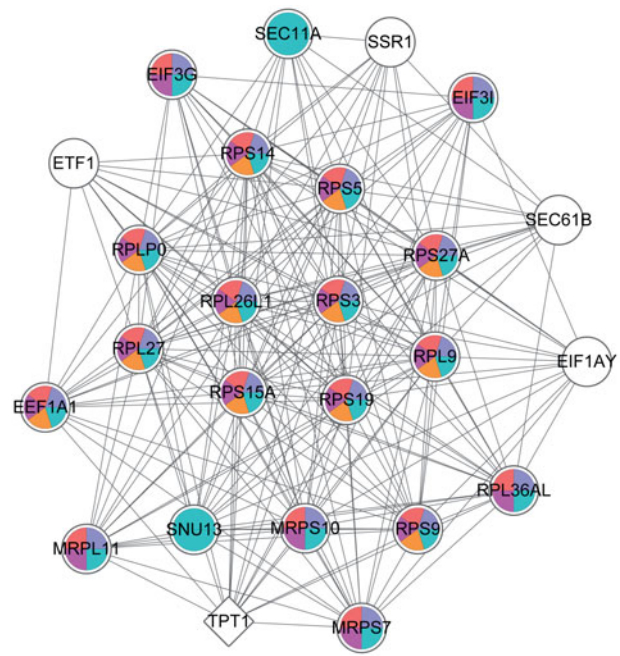 SEC11A
SSR1
EIF3G
EIF3I
RPS14
ETF1
RPS5
SEC61B
RPLP0
RPS27A
RPL26L1
RPS3
RPL27
RPL9
EIF1AY
RPS15A
RPS19
EEF1A1
RPL36AL
MRPL11
SNU13
MRPS10
RPS9
TPT1
MRPS7